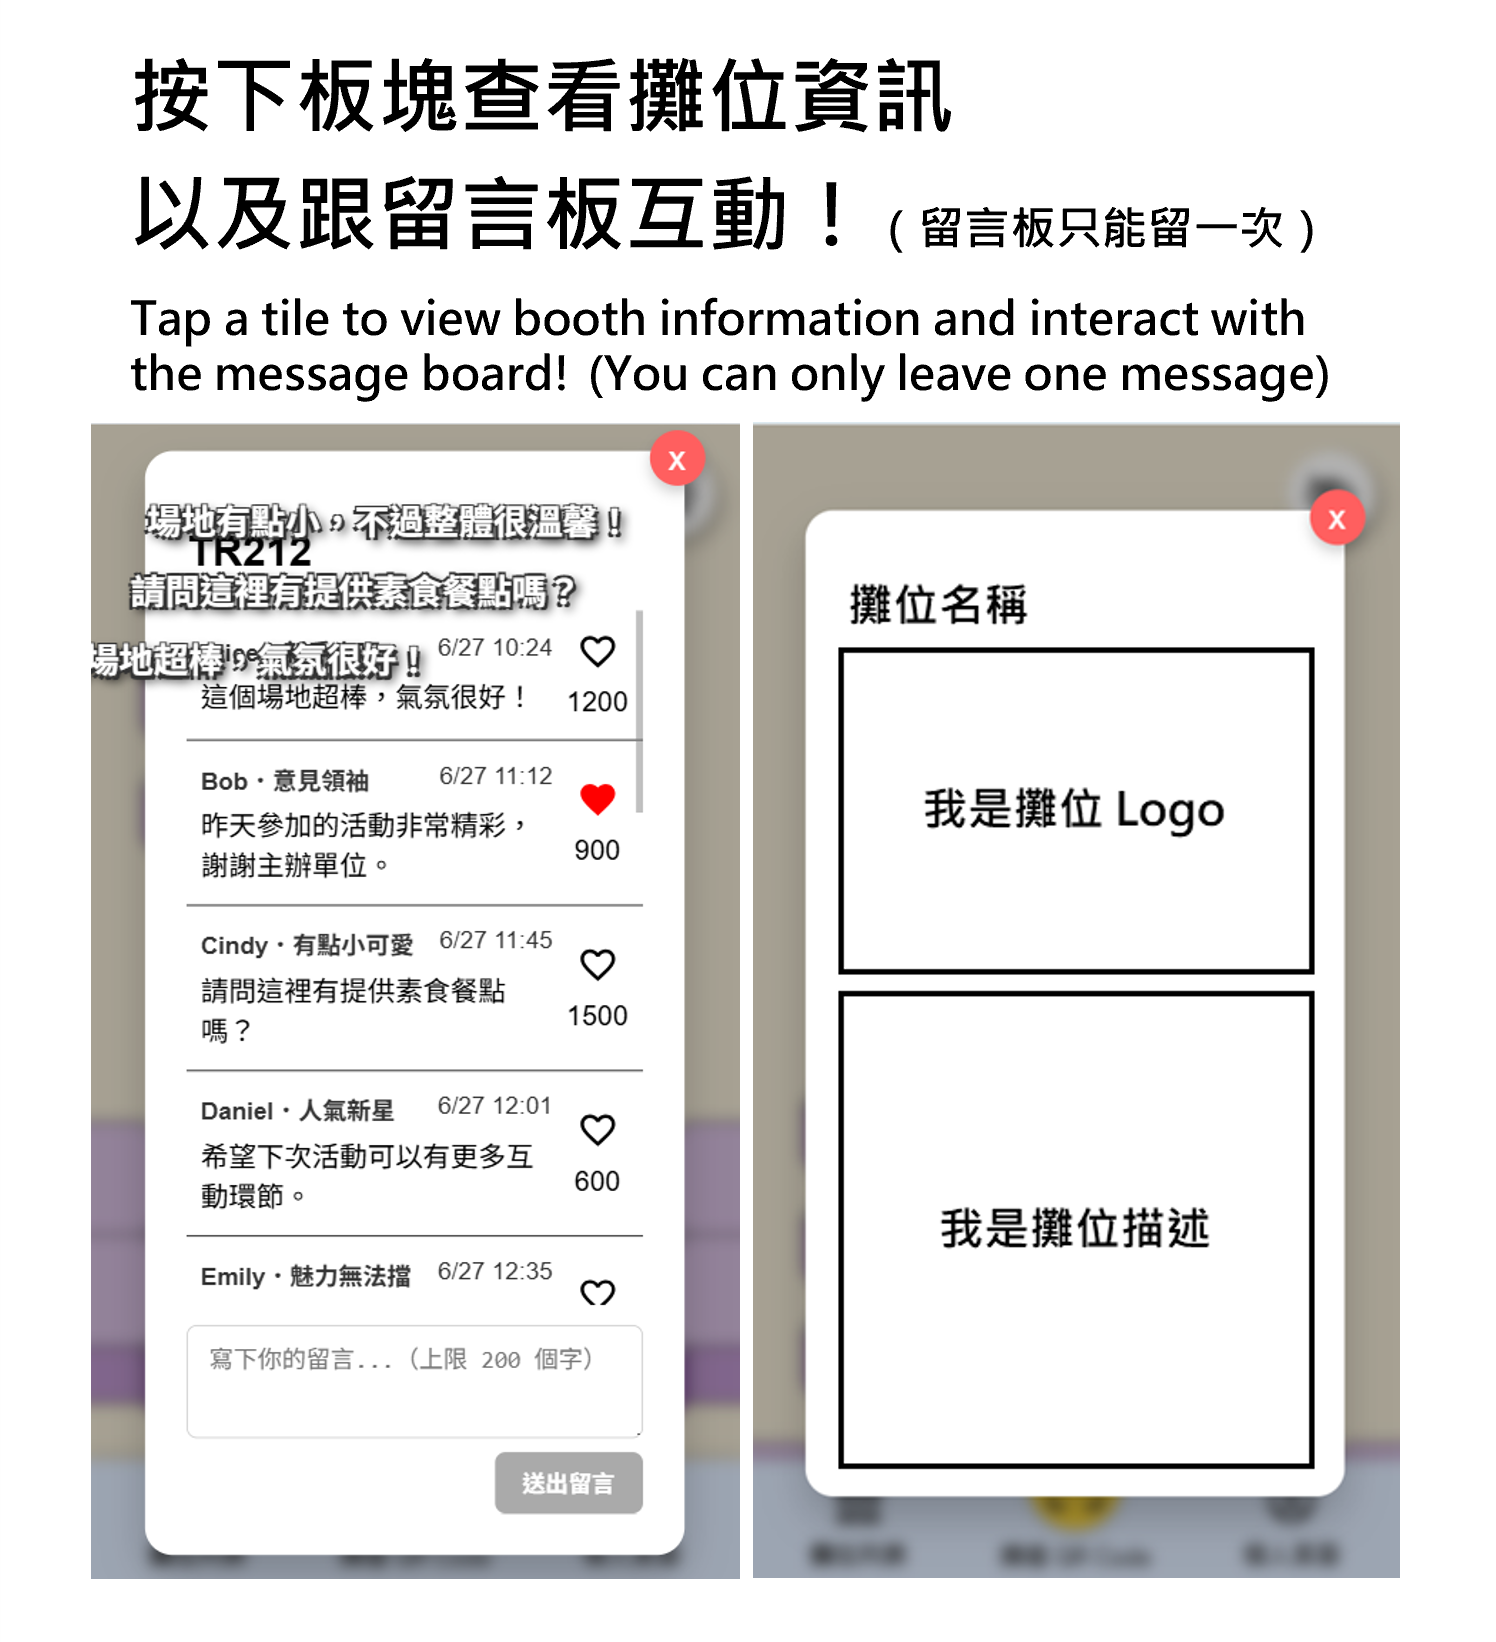 按下板塊查看攤位資訊
以及跟留言板互動！（留言板只能留一次）
Tap a tile to view booth information and interact with
the message board! (You can only leave one message)
x
場地有點小，不過整體很溫馨！
TR212
請問這裡有提供素食餐點嗎？
場地超棒，氣氛很好！
6/27 10:24
這個場地超棒，氣氛很好！
1200
Bob・意見領袖 6/27 11:12
昨天參加的活動非常精彩，
謝謝主辦單位。
900
Cindy・有點小可愛 6/27 11:45
請問這裡有提供素食餐點
嗎？
1500
Daniel・人氣新星 6/27 12:01
希望下次活動可以有更多互
動環節。
600
Emily・魅力無法擋 6/27 12:35
寫下你的留言...（上限 200 個字）
送出留言
x
攤位名稱
我是攤位 Logo
我是攤位描述